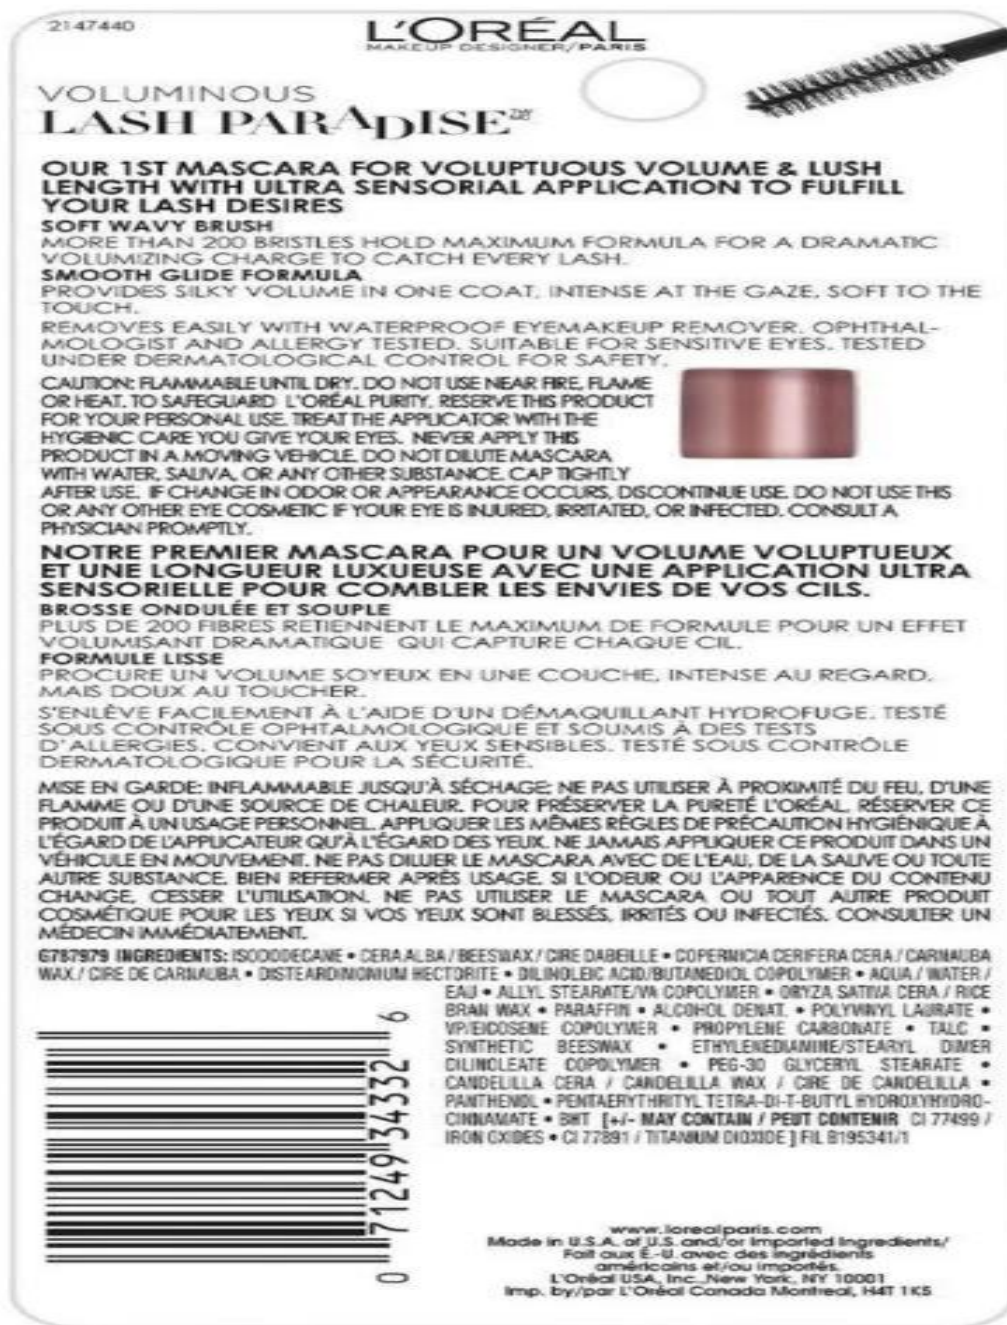 2147440
L'ORÉAL
MAKEUP DESIGNER/PARIS
VOLUMINOUS
LASH PARADISE™
OUR 1ST MASCARA FOR VOLUPTUOUS VOLUME & LUSH
LENGTH WITH ULTRA SENSORIAL APPLICATION TO FULFILL
YOUR LASH DESIRES
SOFT WAVY BRUSH
MORE THAN 200 BRISTLES HOLD MAXIMUM FORMULA FOR A DRAMATIC
VOLUMIZING CHARGE TO CATCH EVERY LASH.
SMOOTH GLIDE FORMULA
PROVIDES SILKY VOLUME IN ONE COAT, INTENSE AT THE GAZE, SOFT TO THE
TOUCH.
REMOVES EASILY WITH WATERPROOF EYEMAKEUP REMOVER. OPHTHAL-
MOLOGIST AND ALLERGY TESTED. SUITABLE FOR SENSITIVE EYES. TESTED
UNDER DERMATOLOGICAL CONTROL FOR SAFETY.
CAUTION: FLAMMABLE UNTIL DRY. DO NOT USE NEAR FIRE, FLAME
OR HEAT. TO SAFEGUARD L'ORÉAL PURITY, RESERVE THIS PRODUCT
FOR YOUR PERSONAL USE. TREAT THE APPLICATOR WITH THE
HYGIENIC CARE YOU GIVE YOUR EYES. NEVER APPLY THIS
PRODUCT IN A MOVING VEHICLE. DO NOT DILUTE MASCARA
WITH WATER, SALIVA, OR ANY OTHER SUBSTANCE. CAP TIGHTLY
AFTER USE. IF CHANGE IN ODOR OR APPEARANCE OCCURS, DISCONTINUE USE. DO NOT USE THIS
OR ANY OTHER EYE COSMETIC IF YOUR EYE IS INJURED, IRRITATED, OR INFECTED. CONSULT A
PHYSICIAN PROMPTLY.
NOTRE PREMIER MASCARA POUR UN VOLUME VOLUPTUEUX
ET UNE LONGUEUR LUXUEUSE AVEC UNE APPLICATION ULTRA
SENSORIELLE POUR COMBLER LES ENVIES DE VOS CILS.
BROSSE ONDULÉE ET SOUPLE
PLUS DE 200 FIBRES RETIENNENT LE MAXIMUM DE FORMULE POUR UN EFFET
VOLUMISANT DRAMATIQUE QUI CAPTURE CHAQUE CIL.
FORMULE LISSE
PROCURE UN VOLUME SOYEUX EN UNE COUCHE, INTENSE AU REGARD,
MAIS DOUX AU TOUCHER.
S'ENLÈVE FACILEMENT À L'AIDE D'UN DÉMAQUILLANT HYDROFUGE. TESTÉ
SOUS CONTRÔLE OPHTALMOLOGIQUE ET SOUMIS À DES TESTS
D'ALLERGIES. CONVIENT AUX YEUX SENSIBLES. TESTÉ SOUS CONTRÔLE
DERMATOLOGIQUE POUR LA SÉCURITÉ.
MISE EN GARDE: INFLAMMABLE JUSQU'À SÉCHAGE; NE PAS UTILISER À PROXIMITÉ DU FEU, D'UNE
FLAMME OU D'UNE SOURCE DE CHALEUR. POUR PRÉSERVER LA PURETÉ L'ORÉAL, RÉSERVER CE
PRODUIT À UN USAGE PERSONNEL. APPLIQUER LES MÊMES RÈGLES DE PRÉCAUTION HYGIÉNIQUE À
L'ÉGARD DE L'APPLICATEUR QU'À L'ÉGARD DES YEUX. NE JAMAIS APPLIQUER CE PRODUIT DANS UN
VÉHICULE EN MOUVEMENT. NE PAS DILUER LE MASCARA AVEC DE L'EAU, DE LA SALIVE OU TOUTE
AUTRE SUBSTANCE. BIEN REFERMER APRÈS USAGE. SI L'ODEUR OU L'APPARENCE DU CONTENU
CHANGE, CESSER L'UTILISATION. NE PAS UTILISER LE MASCARA OU TOUT AUTRE PRODUIT
COSMÉTIQUE POUR LES YEUX SI VOS YEUX SONT BLESSÉS, IRRITÉS OU INFECTÉS. CONSULTER UN
MÉDECIN IMMÉDIATEMENT.
G787979 INGREDIENTS: ISODODECANE • CERA ALBA / BEESWAX / CIRE DABEILLE • COPERNICIA CERIFERA CERA / CARNAUBA
WAX / CIRE DE CARNAUBA • DISTEARDIMONIUM HECTORITE • DILINOLEIC ACID/BUTANEDIOL COPOLYMER • AQUA / WATER /
EAU • ALLYL STEARATE/VA COPOLYMER • ORYZA SATIVA CERA / RICE
BRAN WAX • PARAFFIN • ALCOHOL DENAT. • POLYVINYL LAURATE •
VP/EICOSENE COPOLYMER • PROPYLENE CARBONATE • TALC •
SYNTHETIC BEESWAX • ETHYLENEDIAMINE/STEARYL DIMER
DILINOLEATE COPOLYMER • PEG-30 GLYCERYL STEARATE •
CANDELILLA CERA / CANDELILLA WAX / CIRE DE CANDELILLA •
PANTHENOL • PENTAERYTHRITYL TETRA-DI-T-BUTYL HYDROXYHYDRO-
CINNAMATE • BHT [+/- MAY CONTAIN / PEUT CONTENIR CI 77499 /
IRON OXIDES • CI 77891 / TITANIUM DIOXIDE ] FIL B195341/1
0 71249 34332 6
www.lorealparis.com
Made in U.S.A. of U.S. and/or Imported Ingredients/
Fait aux É.-U. avec des ingrédients
américains et/ou importés.
L'Oréal USA, Inc., New York, NY 10001
Imp. by/par L'Oréal Canada Montreal, H4T 1K5